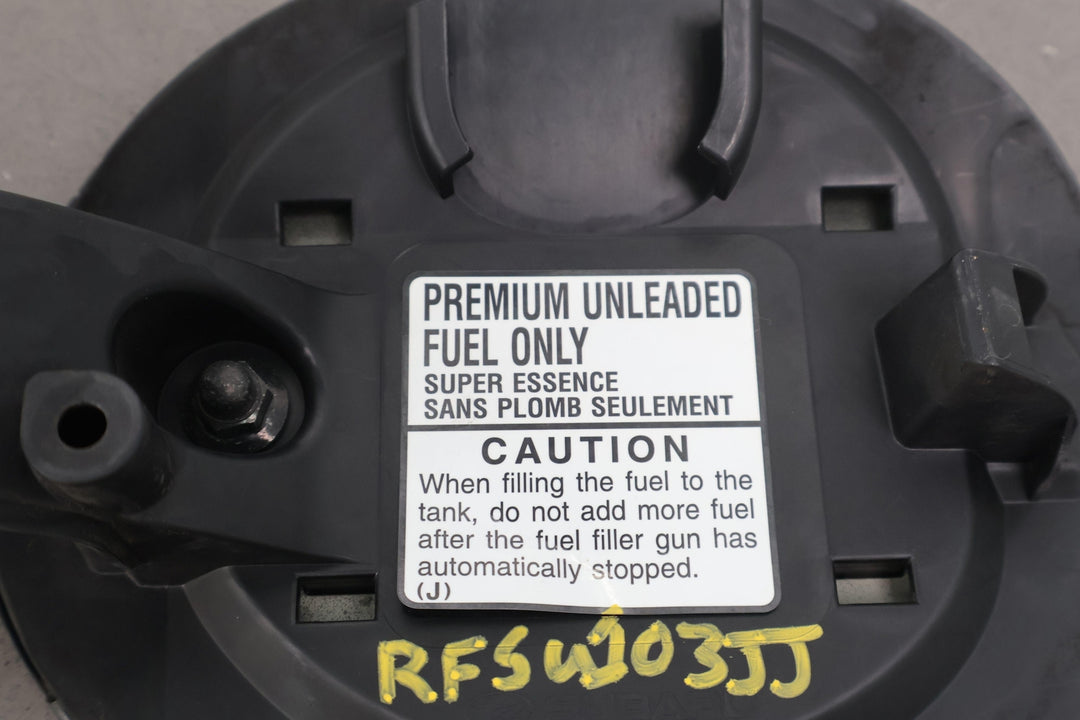 PREMIUM UNLEADED
FUEL ONLY
SUPER ESSENCE
SANS PLOMB SEULEMENT
CAUTION
When filling the fuel to the
tank, do not add more fuel
after the fuel filler gun has
automatically stopped.
(J)
RFSW103JJ